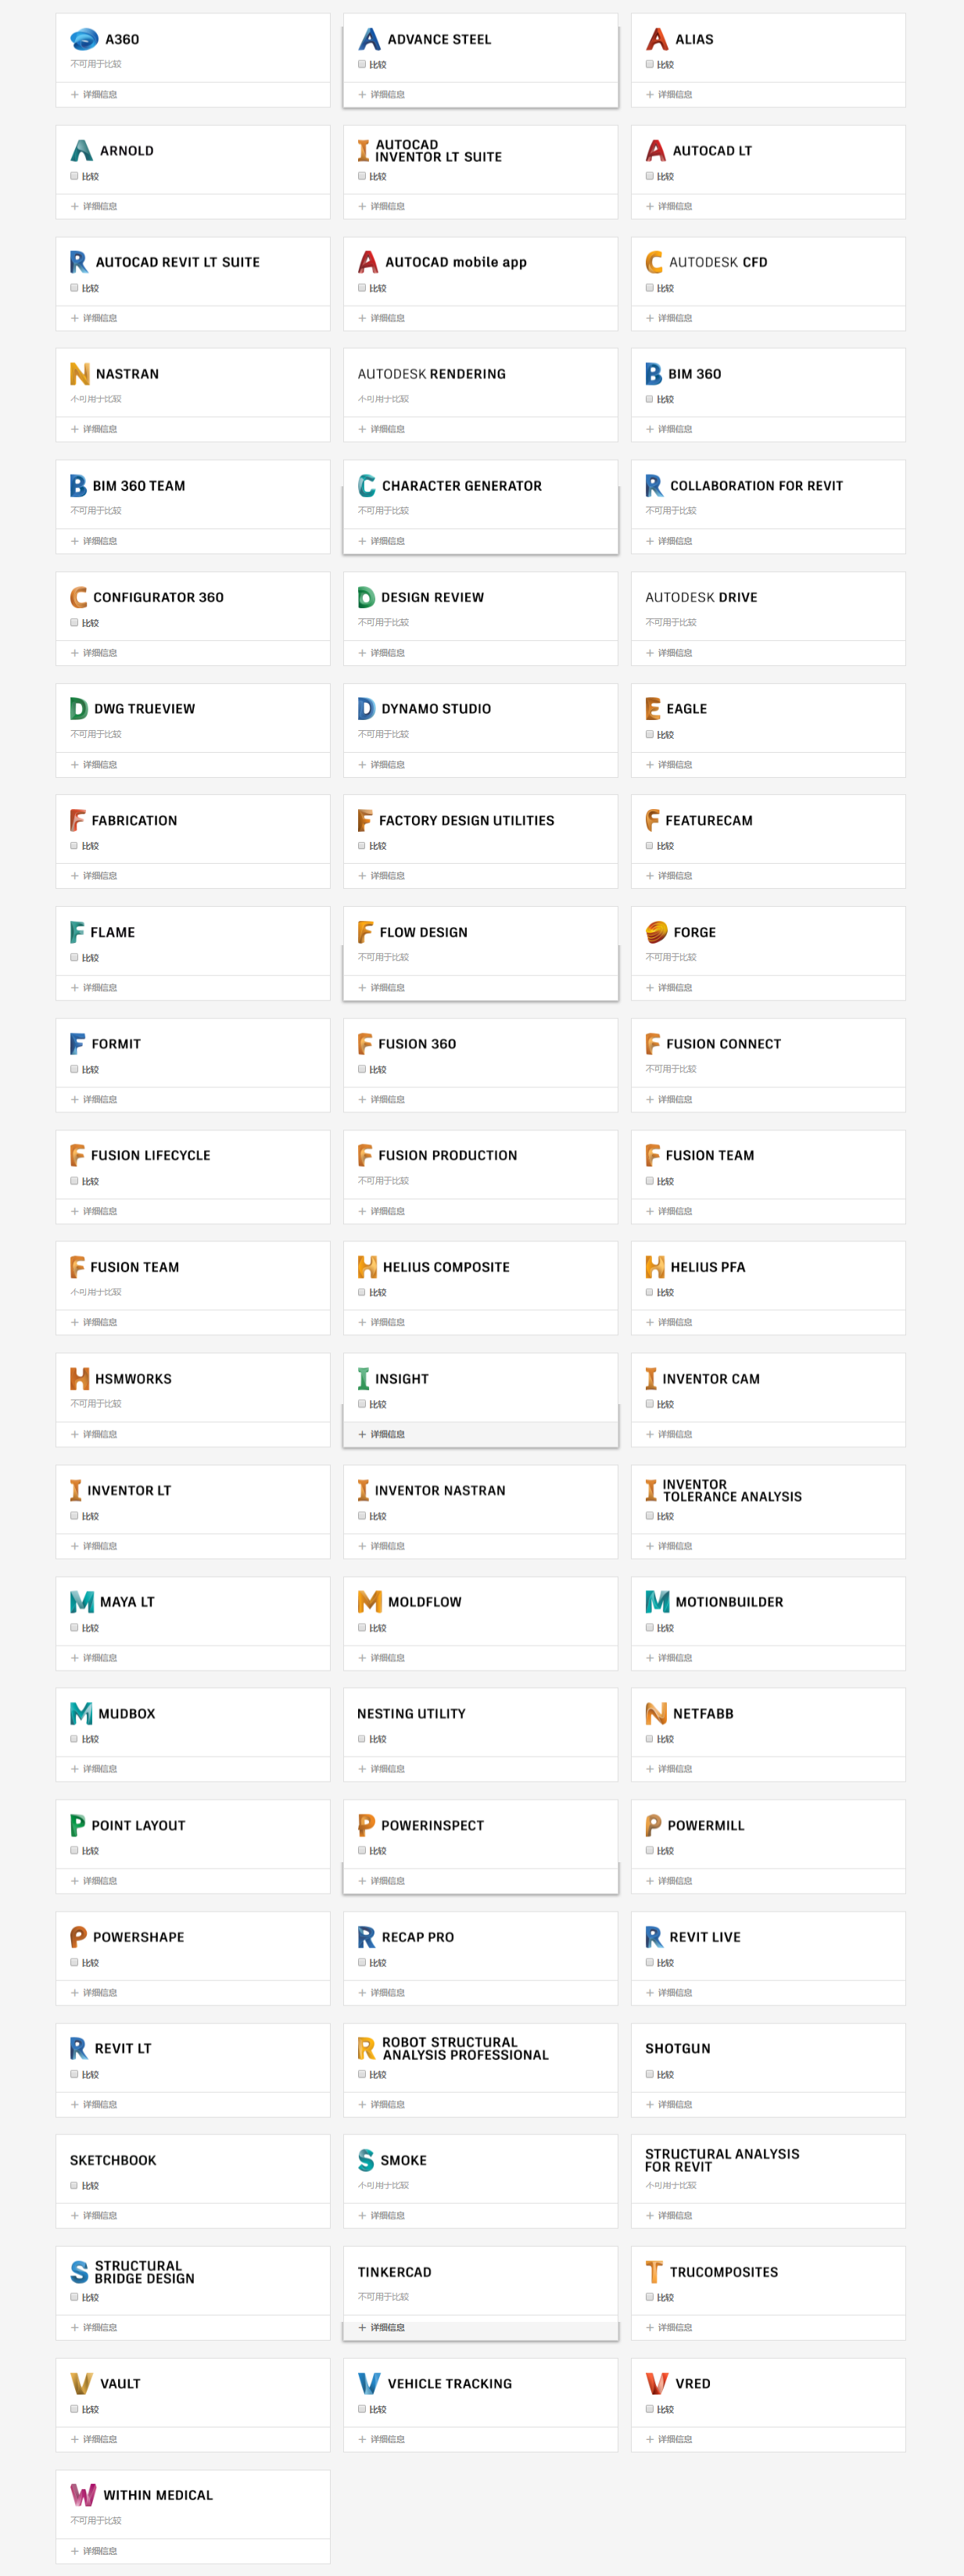 A360
不可用于比较
+ 详细信息
ADVANCE STEEL
比较
+ 详细信息
ALIAS
比较
+ 详细信息
ARNOLD
比较
+ 详细信息
AUTOCAD
INVENTOR LT SUITE
比较
+ 详细信息
AUTOCAD LT
比较
+ 详细信息
AUTOCAD REVIT LT SUITE
比较
+ 详细信息
AUTOCAD mobile app
比较
+ 详细信息
AUTODESK CFD
比较
+ 详细信息
NASTRAN
不可用于比较
+ 详细信息
AUTODESK RENDERING
不可用于比较
+ 详细信息
BIM 360
比较
+ 详细信息
BIM 360 TEAM
不可用于比较
+ 详细信息
CHARACTER GENERATOR
不可用于比较
+ 详细信息
COLLABORATION FOR REVIT
不可用于比较
+ 详细信息
CONFIGURATOR 360
比较
+ 详细信息
DESIGN REVIEW
不可用于比较
+ 详细信息
AUTODESK DRIVE
不可用于比较
+ 详细信息
DWG TRUEVIEW
不可用于比较
+ 详细信息
DYNAMO STUDIO
不可用于比较
+ 详细信息
EAGLE
比较
+ 详细信息
FABRICATION
比较
+ 详细信息
FACTORY DESIGN UTILITIES
比较
+ 详细信息
FEATURECAM
比较
+ 详细信息
FLAME
比较
+ 详细信息
FLOW DESIGN
不可用于比较
+ 详细信息
FORGE
不可用于比较
+ 详细信息
FORMIT
比较
+ 详细信息
FUSION 360
比较
+ 详细信息
FUSION CONNECT
不可用于比较
+ 详细信息
FUSION LIFECYCLE
比较
+ 详细信息
FUSION PRODUCTION
不可用于比较
+ 详细信息
FUSION TEAM
比较
+ 详细信息
FUSION TEAM
不可用于比较
+ 详细信息
HELIUS COMPOSITE
比较
+ 详细信息
HELIUS PFA
比较
+ 详细信息
HSMWORKS
不可用于比较
+ 详细信息
INSIGHT
比较
+ 详细信息
INVENTOR CAM
比较
+ 详细信息
INVENTOR LT
比较
+ 详细信息
INVENTOR NASTRAN
比较
+ 详细信息
INVENTOR
TOLERANCE ANALYSIS
比较
+ 详细信息
MAYA LT
比较
+ 详细信息
MOLDFLOW
比较
+ 详细信息
MOTIONBUILDER
比较
+ 详细信息
MUDBOX
比较
+ 详细信息
NESTING UTILITY
比较
+ 详细信息
NETFABB
比较
+ 详细信息
POINT LAYOUT
比较
+ 详细信息
POWERINSPECT
比较
+ 详细信息
POWERMILL
比较
+ 详细信息
POWERSHAPE
比较
+ 详细信息
RECAP PRO
比较
+ 详细信息
REVIT LIVE
比较
+ 详细信息
REVIT LT
比较
+ 详细信息
ROBOT STRUCTURAL
ANALYSIS PROFESSIONAL
比较
+ 详细信息
SHOTGUN
比较
+ 详细信息
SKETCHBOOK
比较
+ 详细信息
SMOKE
不可用于比较
+ 详细信息
STRUCTURAL ANALYSIS
FOR REVIT
不可用于比较
+ 详细信息
STRUCTURAL
BRIDGE DESIGN
比较
+ 详细信息
TINKERCAD
不可用于比较
+ 详细信息
TRUCOMPOSITES
比较
+ 详细信息
VAULT
比较
+ 详细信息
VEHICLE TRACKING
比较
+ 详细信息
VRED
比较
+ 详细信息
WITHIN MEDICAL
不可用于比较
+ 详细信息